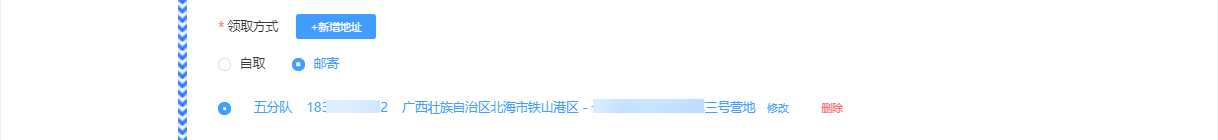 * 领取方式 +新增地址
自取 邮寄
五分队 183 2 广西壮族自治区北海市铁山港区 - 三号营地 修改 删除